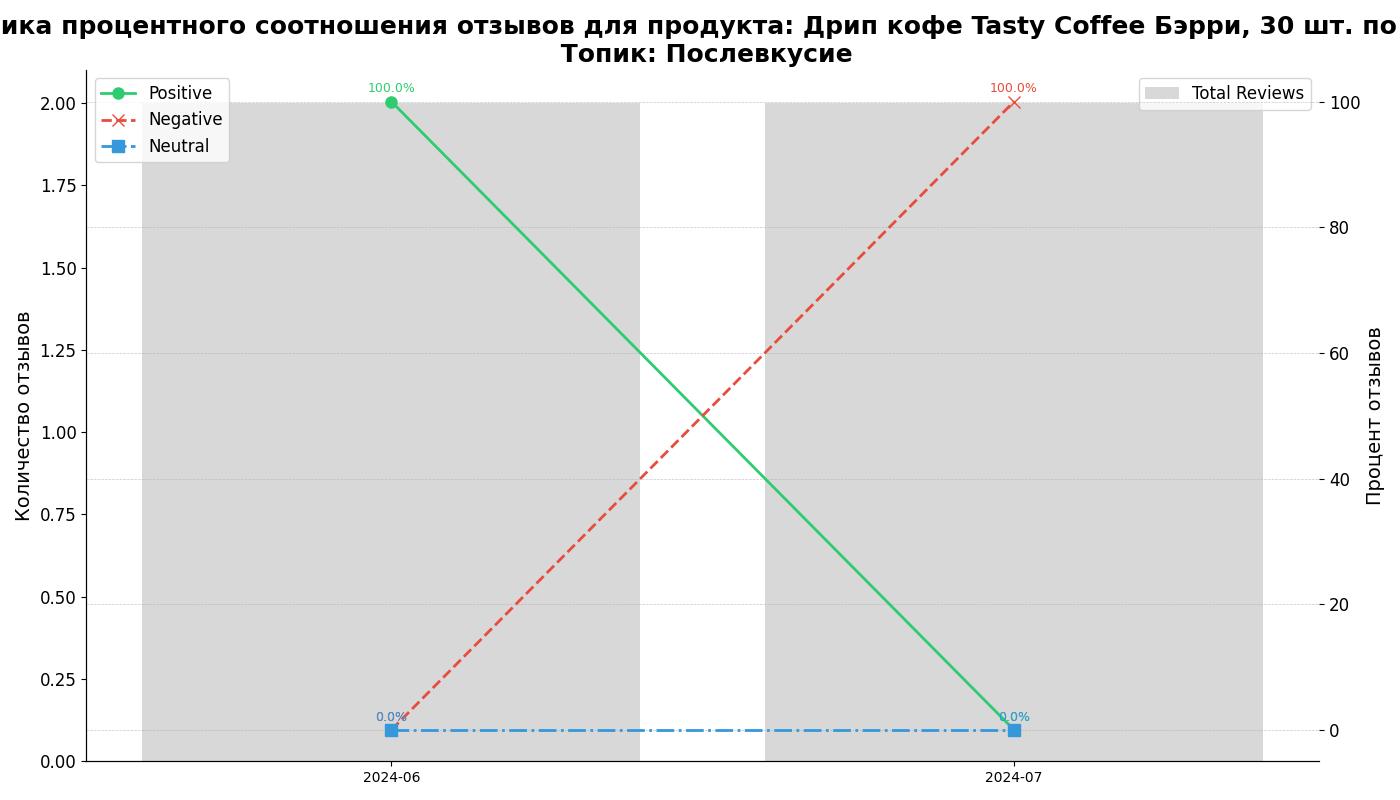 ика процентного соотношения отзывов для продукта: Дрип кофе Tasty Coffee Бэрри, 30 шт. по
Топик: Послевкусие
Positive
Negative
Neutral
Total Reviews
100.0%
100.0%
0.0%
0.0%
Количество отзывов
2.00
1.75
1.50
1.25
1.00
0.75
0.50
0.25
0.00
Процент отзывов
100
80
60
40
20
0
2024-06
2024-07